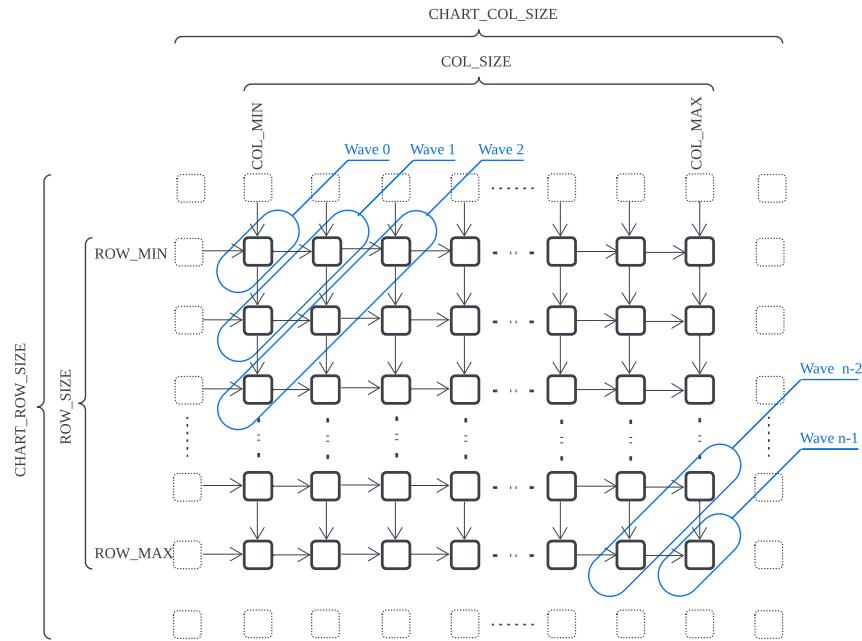 CHART_COL_SIZE
COL_SIZE
COL_MIN
COL_MAX
Wave 0
Wave 1
Wave 2
ROW_MIN
CHART_ROW_SIZE
ROW_SIZE
Wave n-2
Wave n-1
ROW_MAX